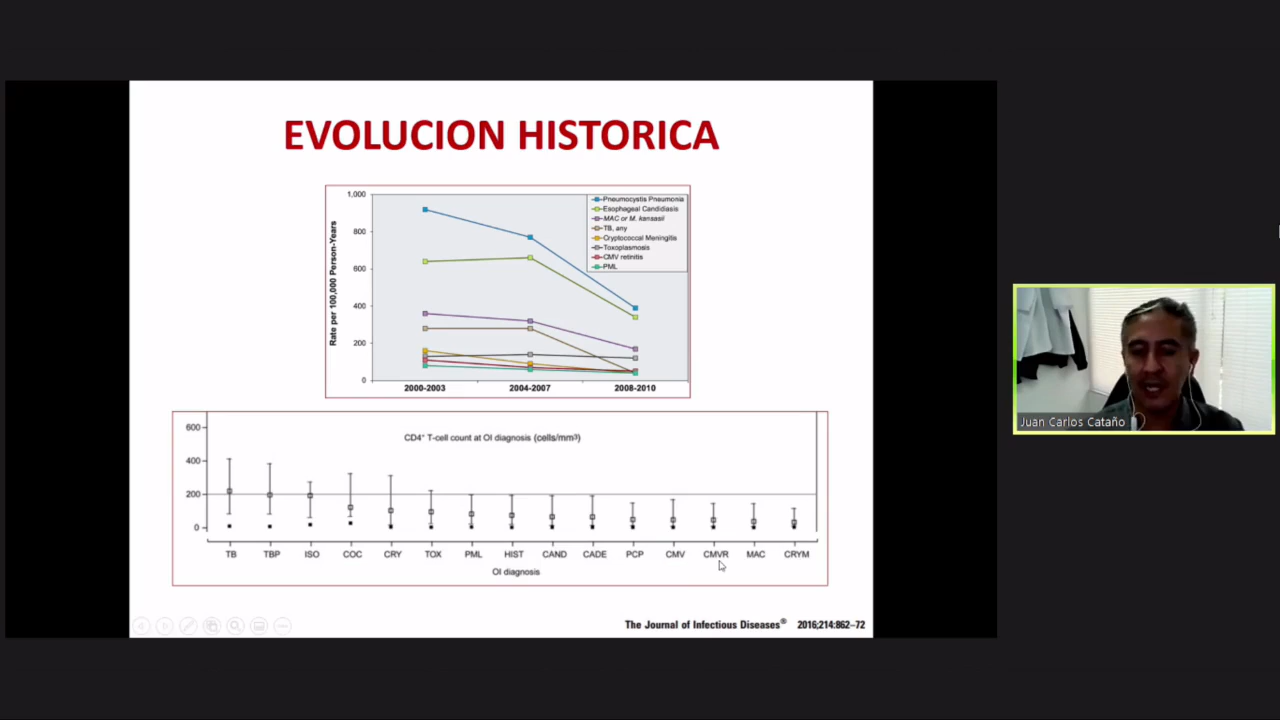 EVOLUCION HISTORICA
1,000
800
600
400
200
0
Rate per 100,000 Person-Years
2000-2003 2004-2007 2008-2010
Pneumocystis Pneumonia
Esophageal Candidiasis
MAC or M. kansasii
TB, any
Cryptococcal Meningitis
Toxoplasmosis
CMV retinitis
PML
CD4+ T-cell count at OI diagnosis (cells/mm³)
600
400
200
0
TB TBP ISO COC CRY TOX PML HIST CAND CADE PCP CMV CMVR MAC CRYM
OI diagnosis
The Journal of Infectious Diseases® 2016;214:862–72
Juan Carlos Cataño